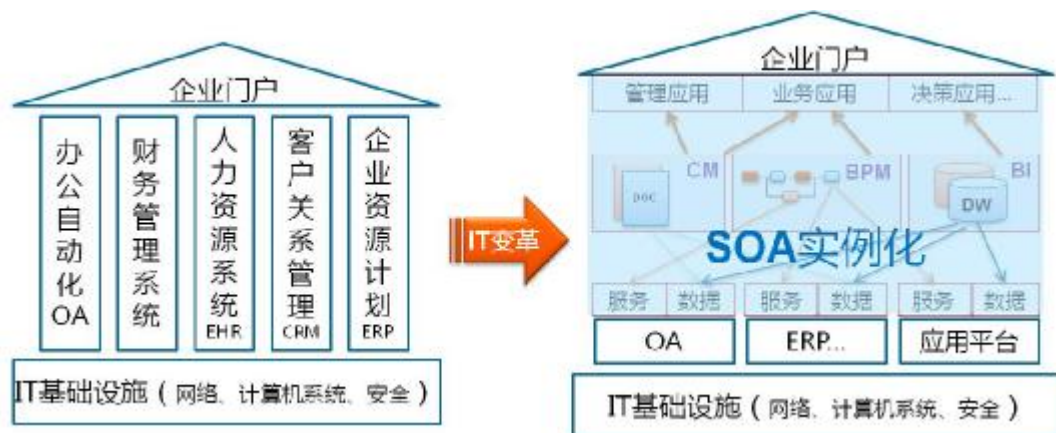 企业门户
办公自动化OA
财务管理系统
人力资源系统EHR
客户关系管理CRM
企业资源计划ERP
IT基础设施（网络、计算机系统、安全）
IT变革
企业门户
管理应用 业务应用 决策应用...
CM BPM BI
DOC DW
SOA实例化
服务 数据 服务 数据 服务 数据
OA ERP... 应用平台
IT基础设施（网络、计算机系统、安全）